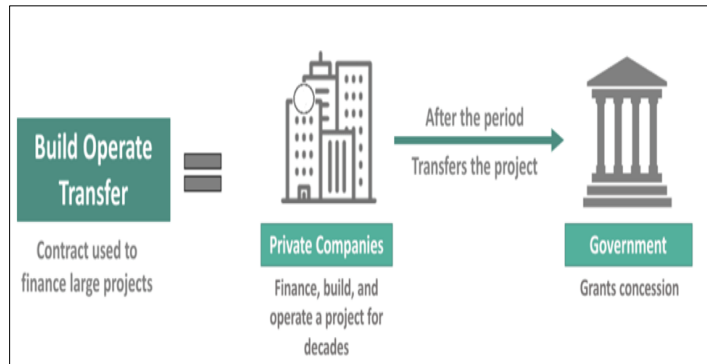 Build Operate
Transfer
Contract used to
finance large projects
Private Companies
Finance, build, and
operate a project for
decades
After the period
Transfers the project
Government
Grants concession